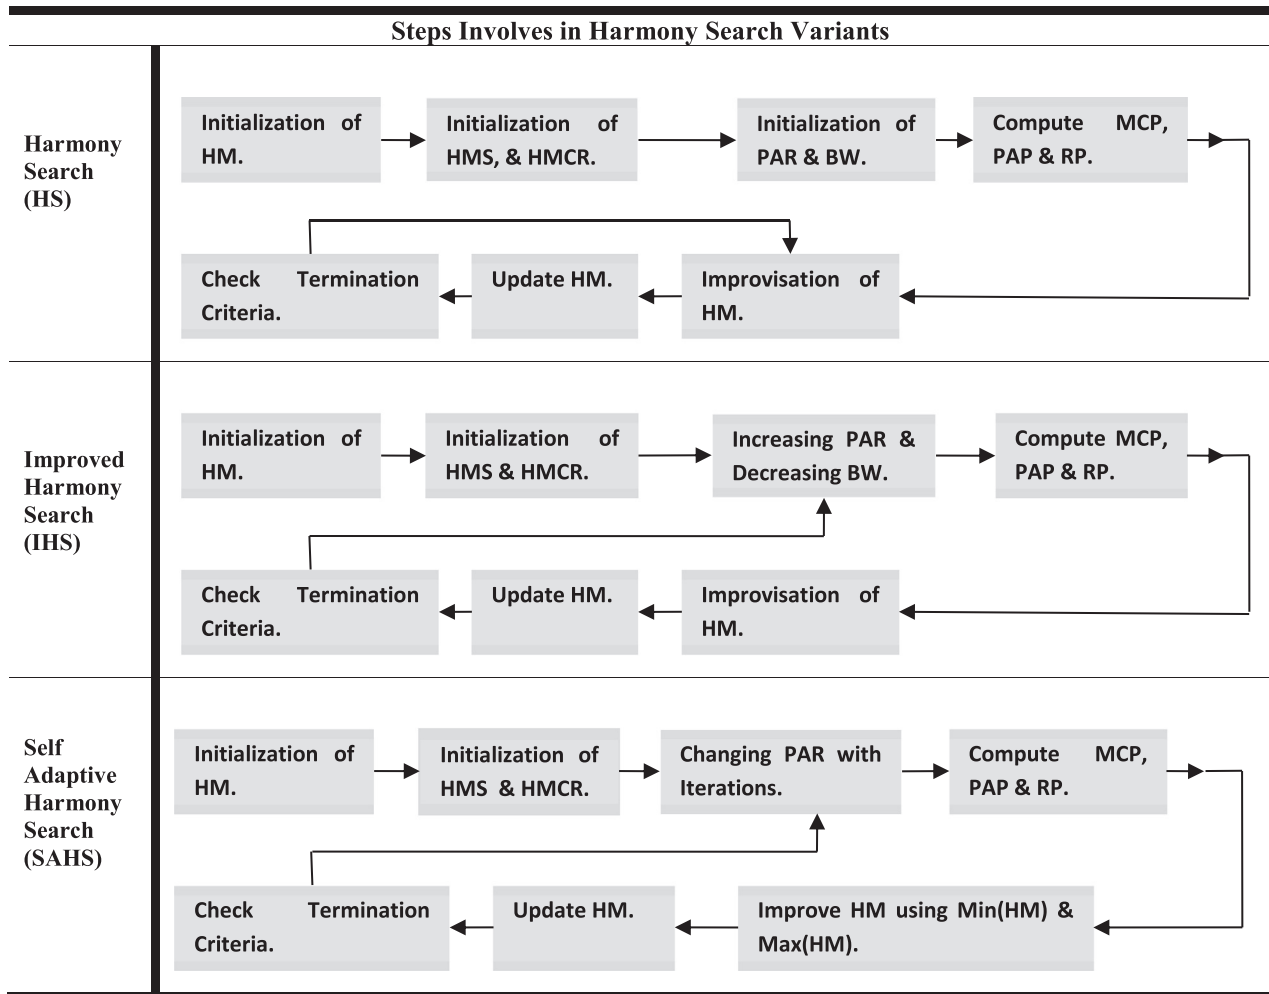 Steps Involves in Harmony Search Variants
Harmony
Search
(HS)
Initialization of
HM.
Initialization of
HMS, & HMCR.
Initialization of
PAR & BW.
Compute MCP,
PAP & RP.
Check Termination
Criteria.
Update HM.
Improvisation of
HM.
Improved
Harmony
Search
(IHS)
Initialization of
HM.
Initialization of
HMS & HMCR.
Increasing PAR &
Decreasing BW.
Compute MCP,
PAP & RP.
Check Termination
Criteria.
Update HM.
Improvisation of
HM.
Self
Adaptive
Harmony
Search
(SAHS)
Initialization of
HM.
Initialization of
HMS & HMCR.
Changing PAR with
Iterations.
Compute MCP,
PAP & RP.
Check Termination
Criteria.
Update HM.
Improve HM using Min(HM) &
Max(HM).